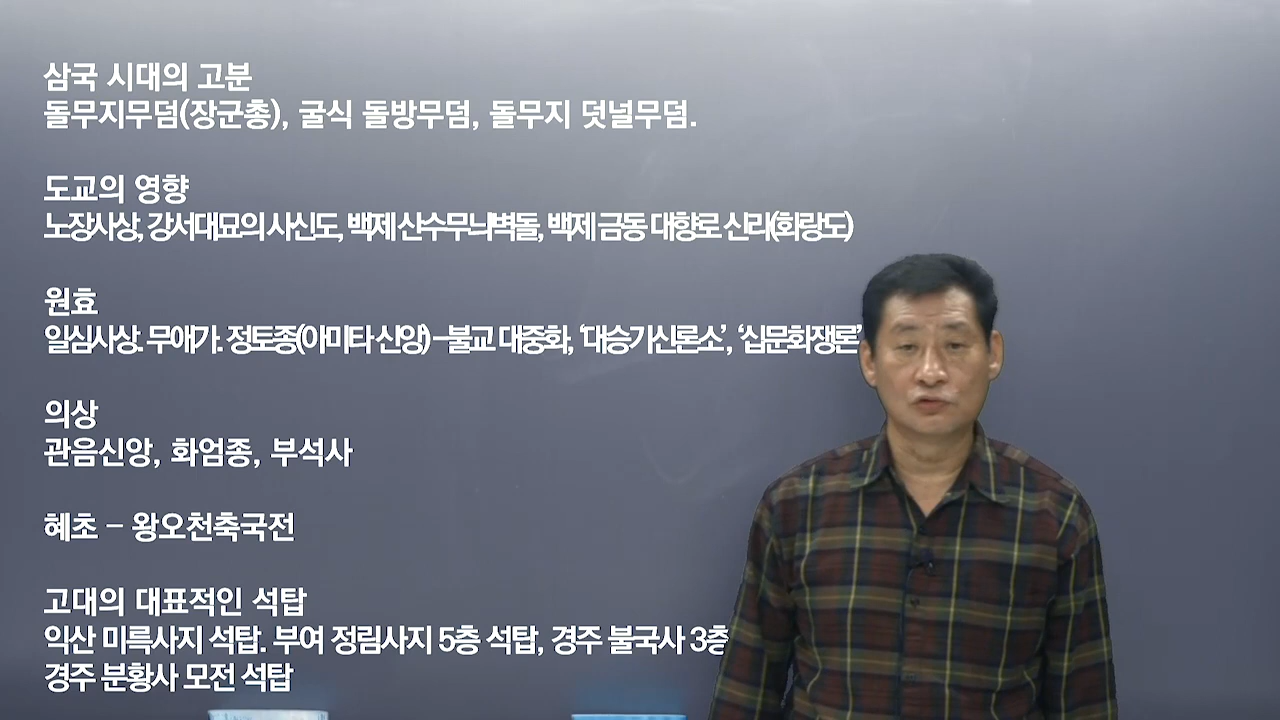 삼국 시대의 고분
돌무지무덤(장군총), 굴식 돌방무덤, 돌무지 덧널무덤.
도교의 영향
노장사상, 강서대묘의 사신도, 백제 산수무늬벽돌, 백제 금동 대향로 신라(화랑도)
원효
일심사상. 무애가. 정토종(아미타 신앙) –불교 대중화, ‘대승기신론소’, ‘십문화쟁론’
의상
관음신앙, 화엄종, 부석사
혜초 – 왕오천축국전
고대의 대표적인 석탑
익산 미륵사지 석탑. 부여 정림사지 5층 석탑, 경주 불국사 3층
경주 분황사 모전 석탑